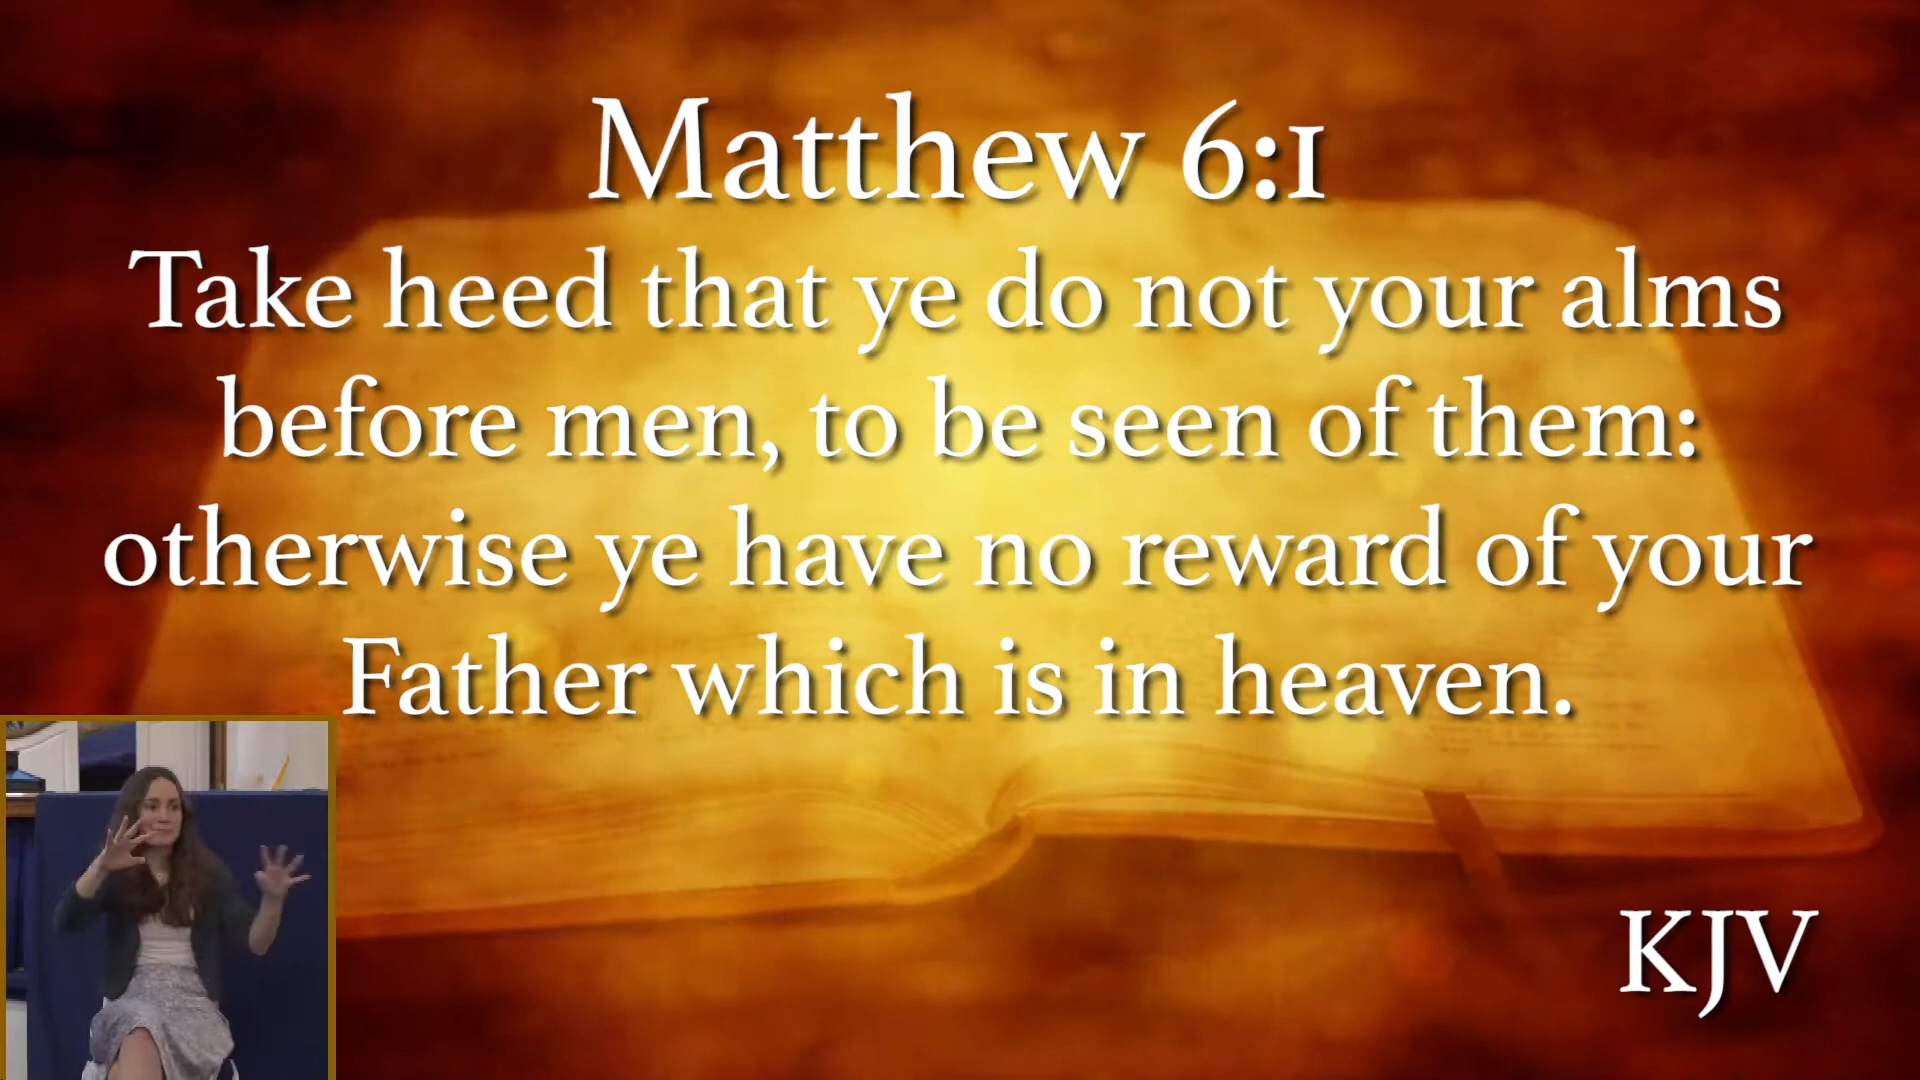 Matthew 6:1
Take heed that ye do not your alms
before men, to be seen of them:
otherwise ye have no reward of your
Father which is in heaven.
KJV